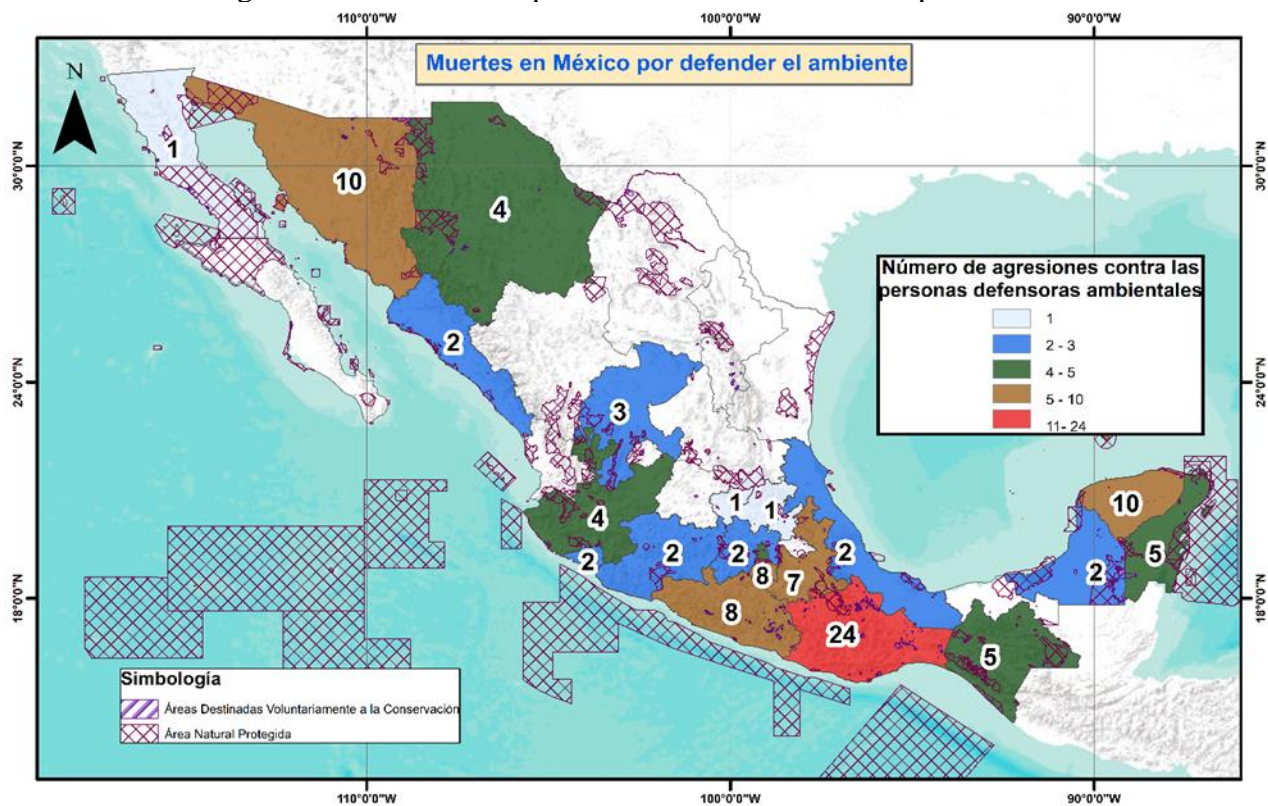 110°0'0"W
100°0'0"W
90°0'0"W
Muertes en México por defender el ambiente
N
30°0'0"N
30°0'0"N
1
10
4
Número de agresiones contra las
personas defensoras ambientales
1
2 - 3
4 - 5
5 - 10
11- 24
2
24°0'0"N
24°0'0"N
3
1
1
10
4
2
2
2
8
7
2
2
5
18°0'0"N
18°0'0"N
8
24
5
Simbología
Áreas Destinadas Voluntariamente a la Conservación
Área Natural Protegida
110°0'0"W
100°0'0"W
90°0'0"W